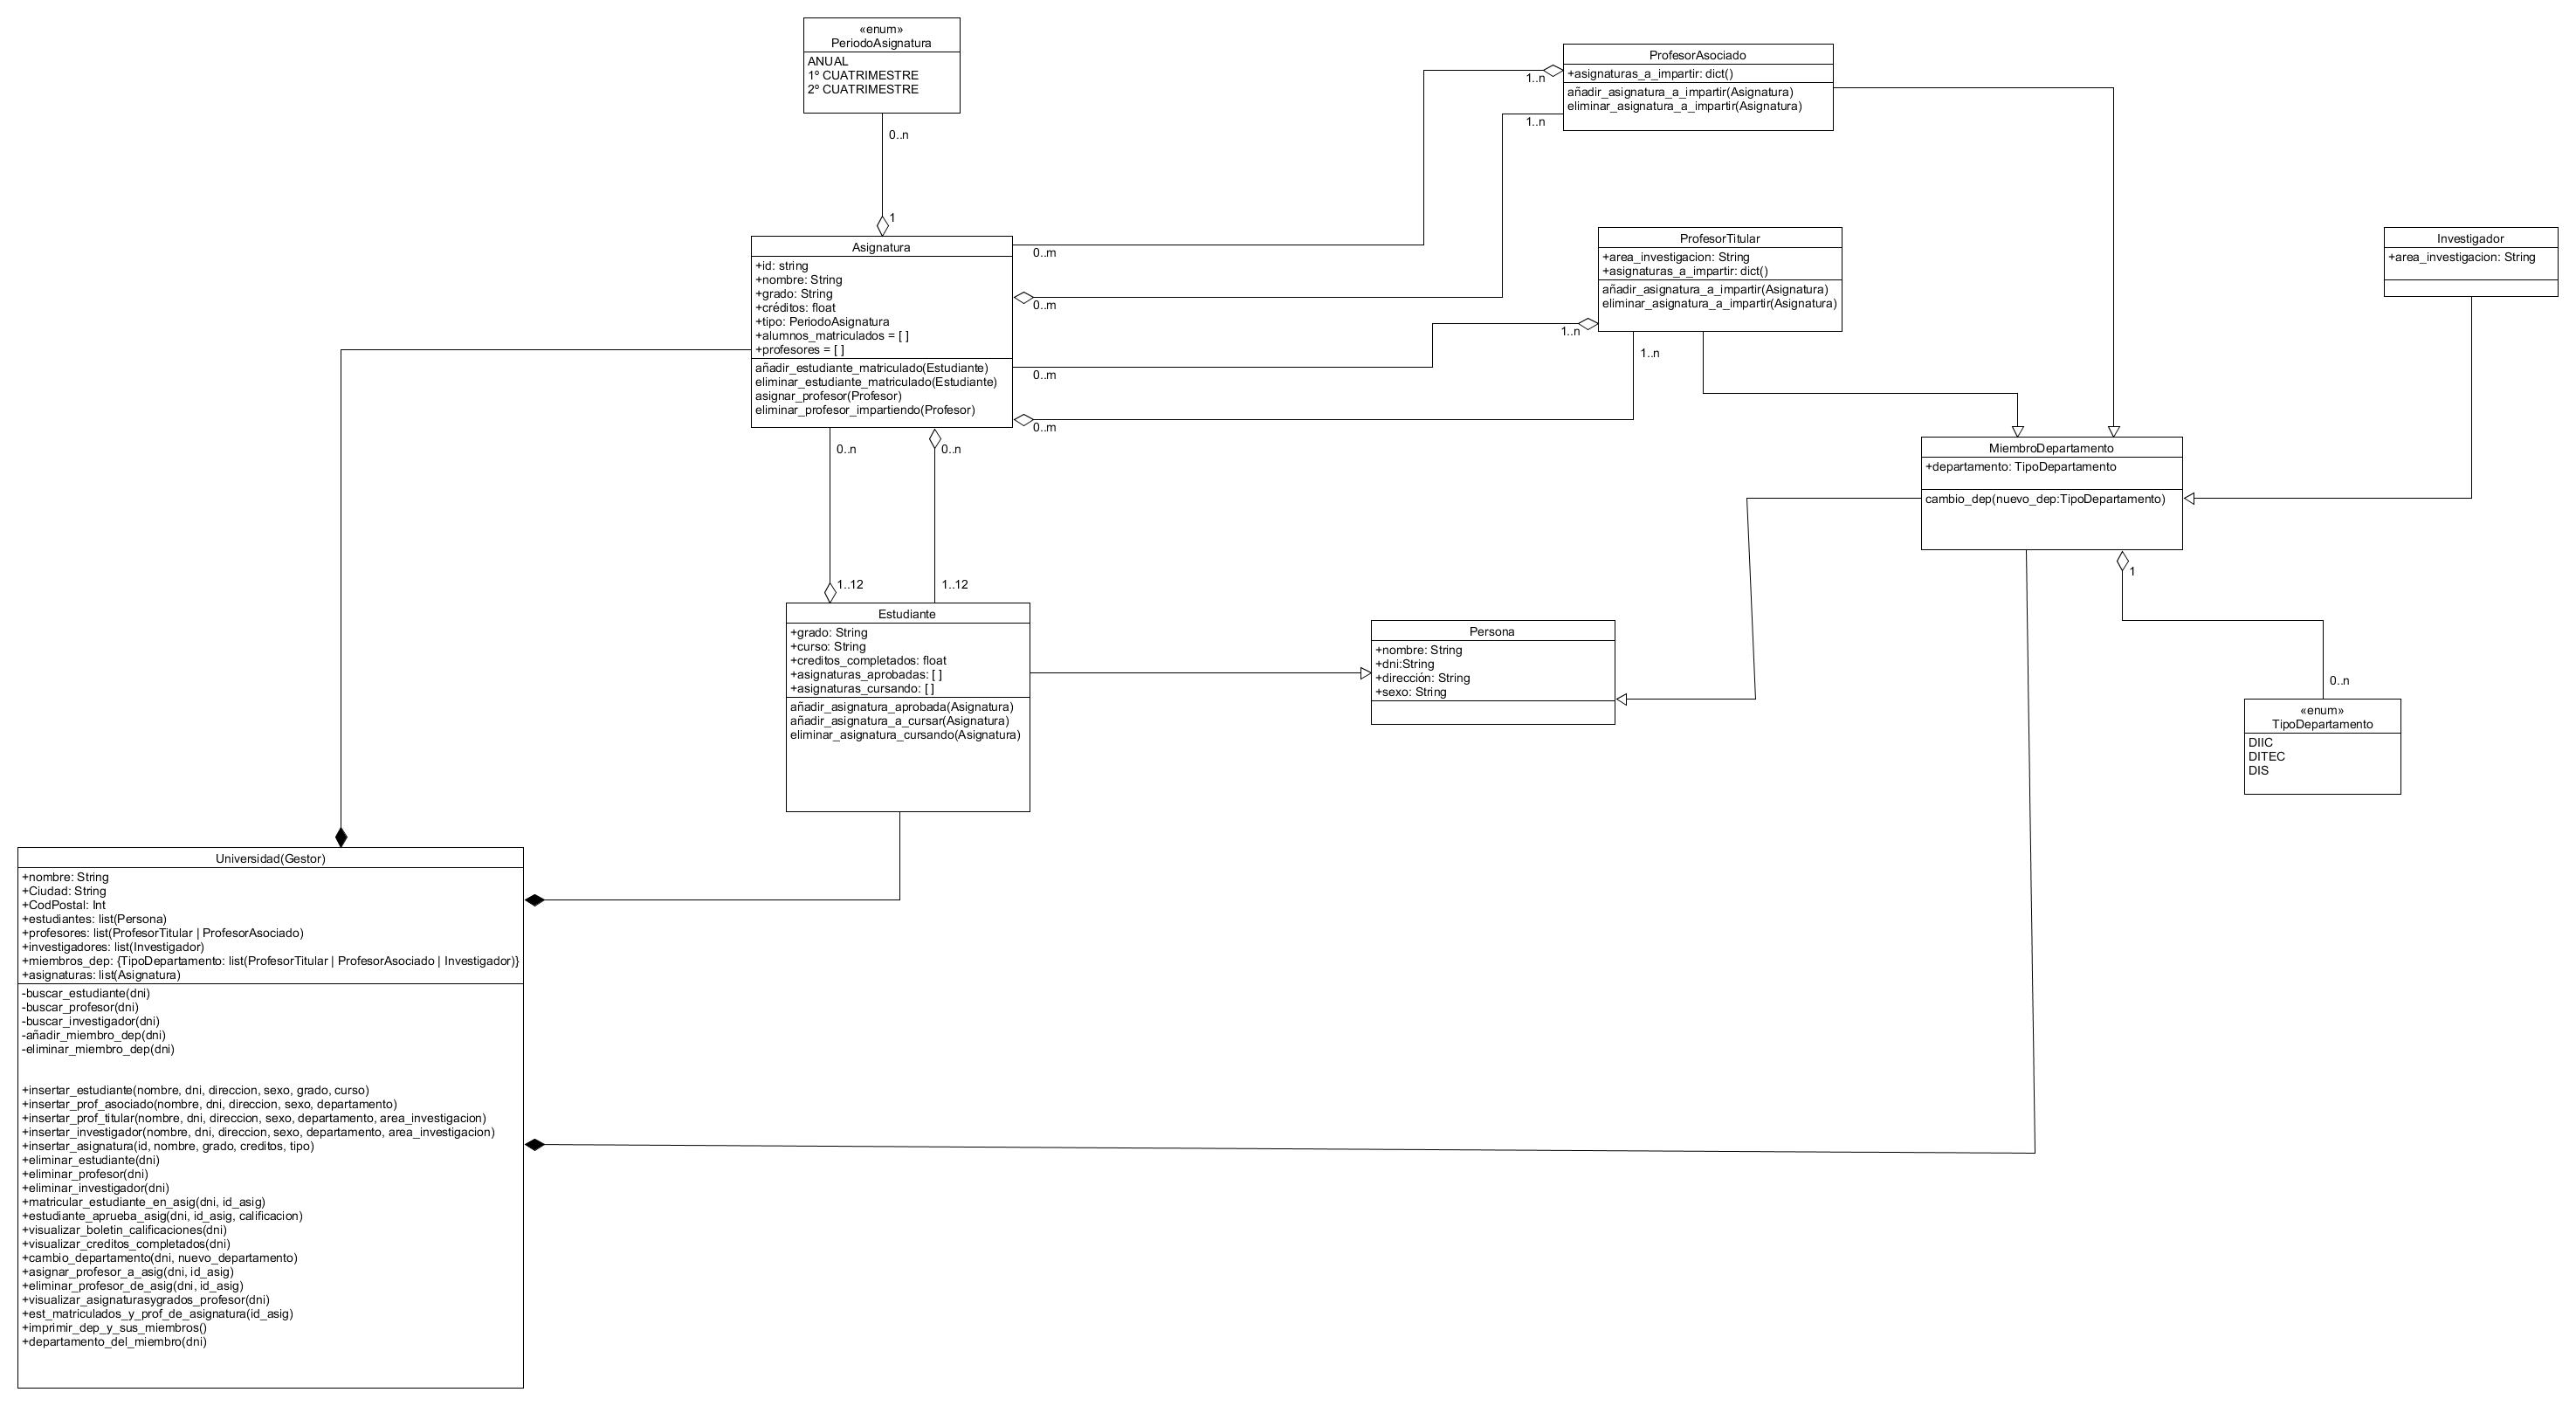 «enum»
PeriodoAsignatura
ANUAL
1º CUATRIMESTRE
2º CUATRIMESTRE
0..n
1
ProfesorAsociado
+asignaturas_a_impartir: dict()
añadir_asignatura_a_impartir(Asignatura)
eliminar_asignatura_a_impartir(Asignatura)
1..n
1..n
Asignatura
+id: string
+nombre: String
+grado: String
+créditos: float
+tipo: PeriodoAsignatura
+alumnos_matriculados = [ ]
+profesores = [ ]
añadir_estudiante_matriculado(Estudiante)
eliminar_estudiante_matriculado(Estudiante)
asignar_profesor(Profesor)
eliminar_profesor_impartiendo(Profesor)
0..m
0..m
0..m
0..m
ProfesorTitular
+area_investigacion: String
+asignaturas_a_impartir: dict()
añadir_asignatura_a_impartir(Asignatura)
eliminar_asignatura_a_impartir(Asignatura)
1..n
1..n
Investigador
+area_investigacion: String
MiembroDepartamento
+departamento: TipoDepartamento
cambio_dep(nuevo_dep:TipoDepartamento)
1
0..n
0..n
0..n
1..12
1..12
Estudiante
+grado: String
+curso: String
+creditos_completados: float
+asignaturas_aprobadas: [ ]
+asignaturas_cursando: [ ]
añadir_asignatura_aprobada(Asignatura)
añadir_asignatura_a_cursar(Asignatura)
eliminar_asignatura_cursando(Asignatura)
Persona
+nombre: String
+dni:String
+dirección: String
+sexo: String
«enum»
TipoDepartamento
DIIC
DITEC
DIS
Universidad(Gestor)
+nombre: String
+Ciudad: String
+CodPostal: Int
+estudiantes: list(Persona)
+profesores: list(ProfesorTitular | ProfesorAsociado)
+investigadores: list(Investigador)
+miembros_dep: {TipoDepartamento: list(ProfesorTitular | ProfesorAsociado | Investigador)}
+asignaturas: list(Asignatura)
-buscar_estudiante(dni)
-buscar_profesor(dni)
-buscar_investigador(dni)
-añadir_miembro_dep(dni)
-eliminar_miembro_dep(dni)
+insertar_estudiante(nombre, dni, direccion, sexo, grado, curso)
+insertar_prof_asociado(nombre, dni, direccion, sexo, departamento)
+insertar_prof_titular(nombre, dni, direccion, sexo, departamento, area_investigacion)
+insertar_investigador(nombre, dni, direccion, sexo, departamento, area_investigacion)
+insertar_asignatura(id, nombre, grado, creditos, tipo)
+eliminar_estudiante(dni)
+eliminar_profesor(dni)
+eliminar_investigador(dni)
+matricular_estudiante_en_asig(dni, id_asig)
+estudiante_aprueba_asig(dni, id_asig, calificacion)
+visualizar_boletin_calificaciones(dni)
+visualizar_creditos_completados(dni)
+cambio_departamento(dni, nuevo_departamento)
+asignar_profesor_a_asig(dni, id_asig)
+eliminar_profesor_de_asig(dni, id_asig)
+visualizar_asignaturasygrados_profesor(dni)
+est_matriculados_y_prof_de_asignatura(id_asig)
+imprimir_dep_y_sus_miembros()
+departamento_del_miembro(dni)